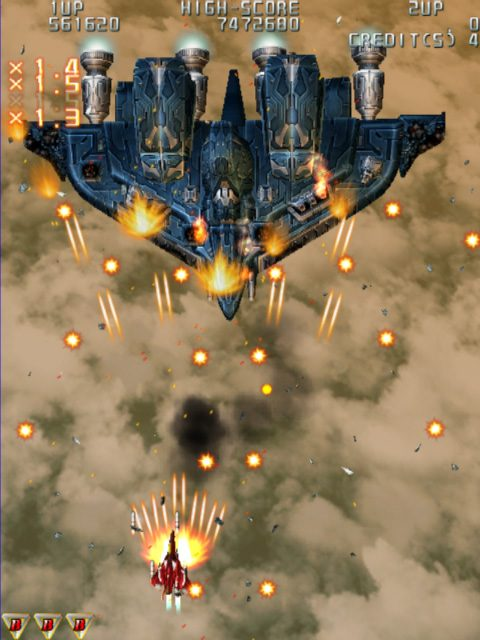 1UP HIGH-SCORE 2UP
561620 7472680 0
CREDIT(S) 4
× 1.4
× 1.5
× 1.3
B B B